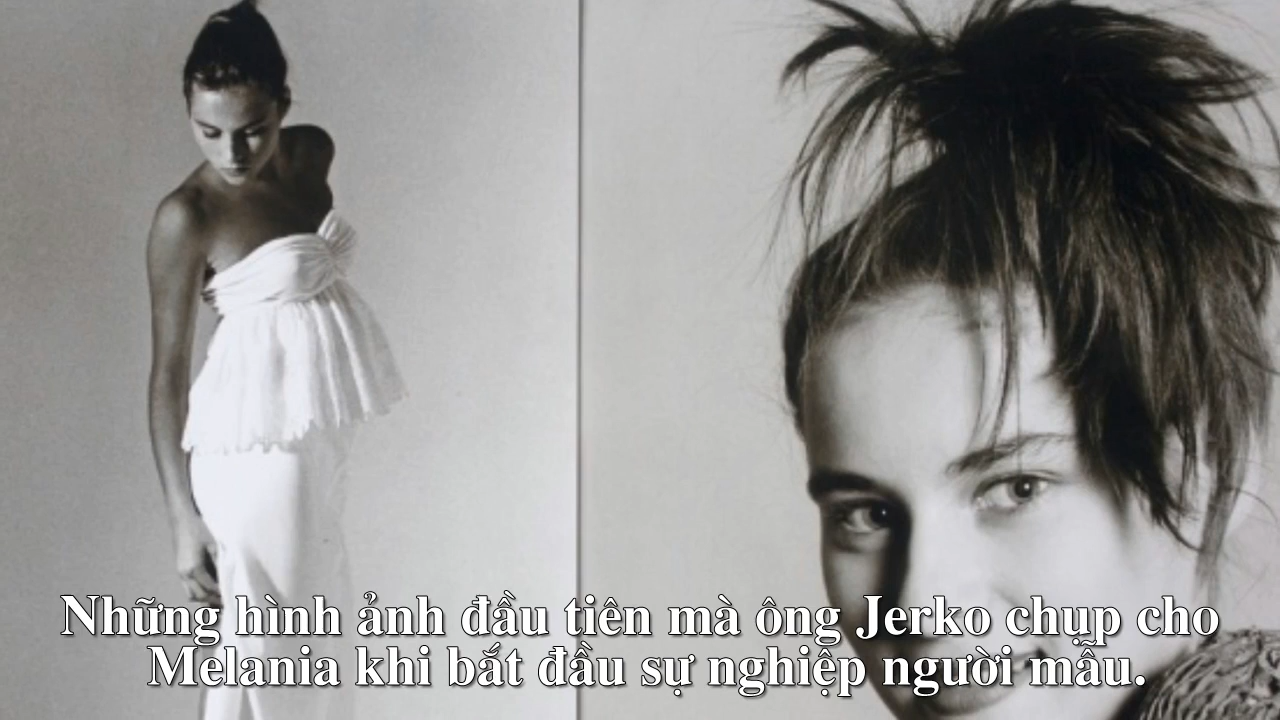 Những hình ảnh đầu tiên mà ông Jerko chụp cho
Melania khi bắt đầu sự nghiệp người mẫu.